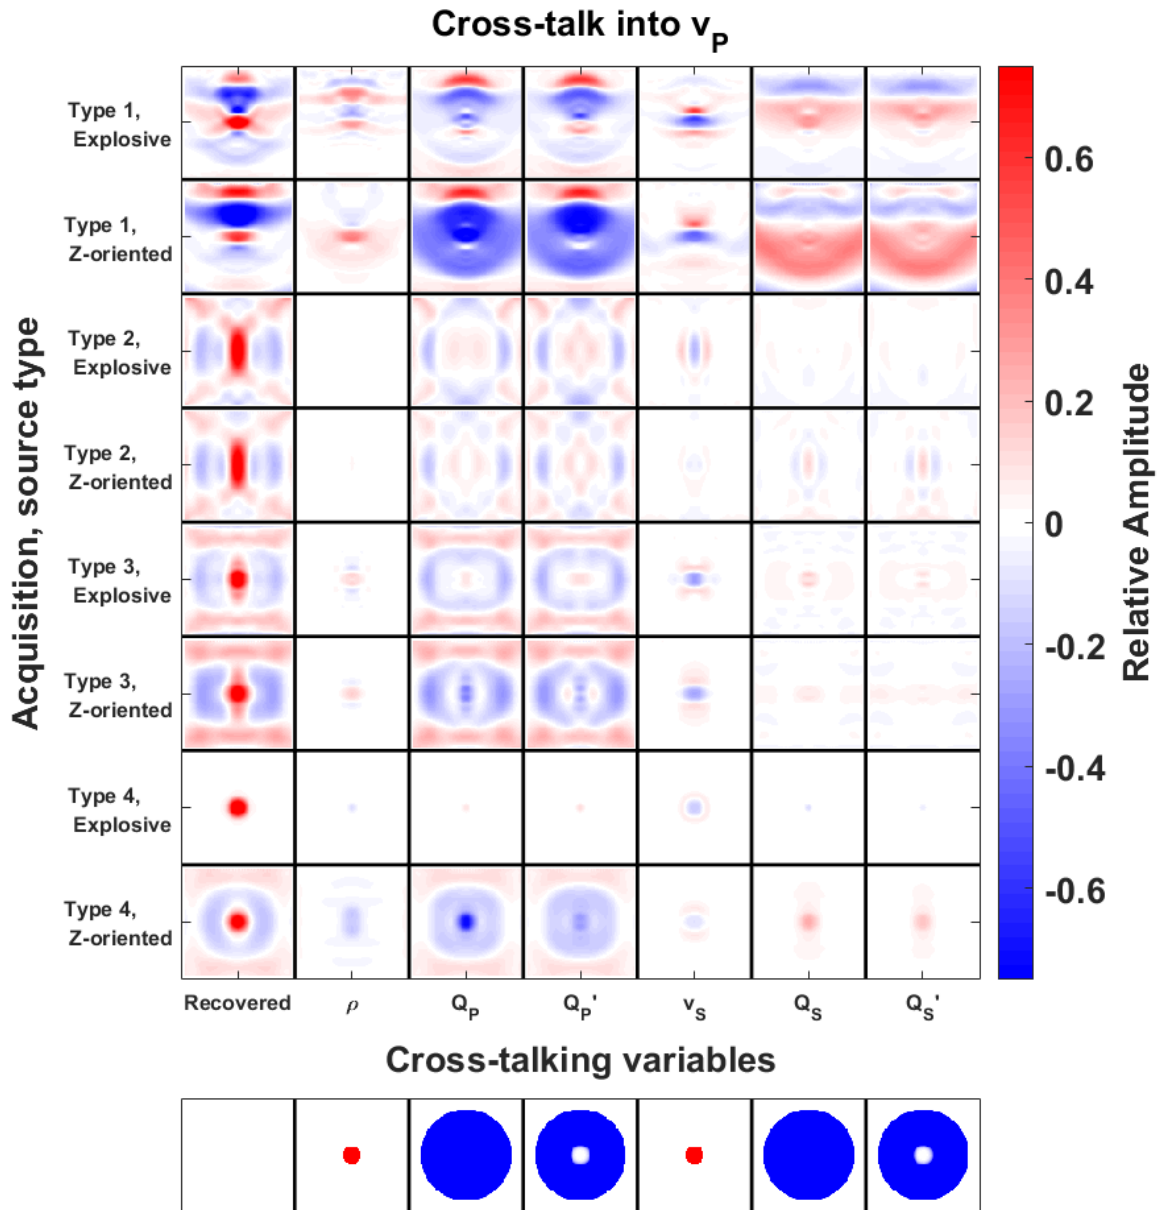 Cross-talk into v_P
Type 1,
Explosive
Type 1,
Z-oriented
Type 2,
Explosive
Type 2,
Z-oriented
Type 3,
Explosive
Type 3,
Z-oriented
Type 4,
Explosive
Type 4,
Z-oriented
Acquisition, source type
0.6
0.4
0.2
0
-0.2
-0.4
-0.6
Relative Amplitude
Recovered ρ Q_P Q_P' v_S Q_S Q_S'
Cross-talking variables